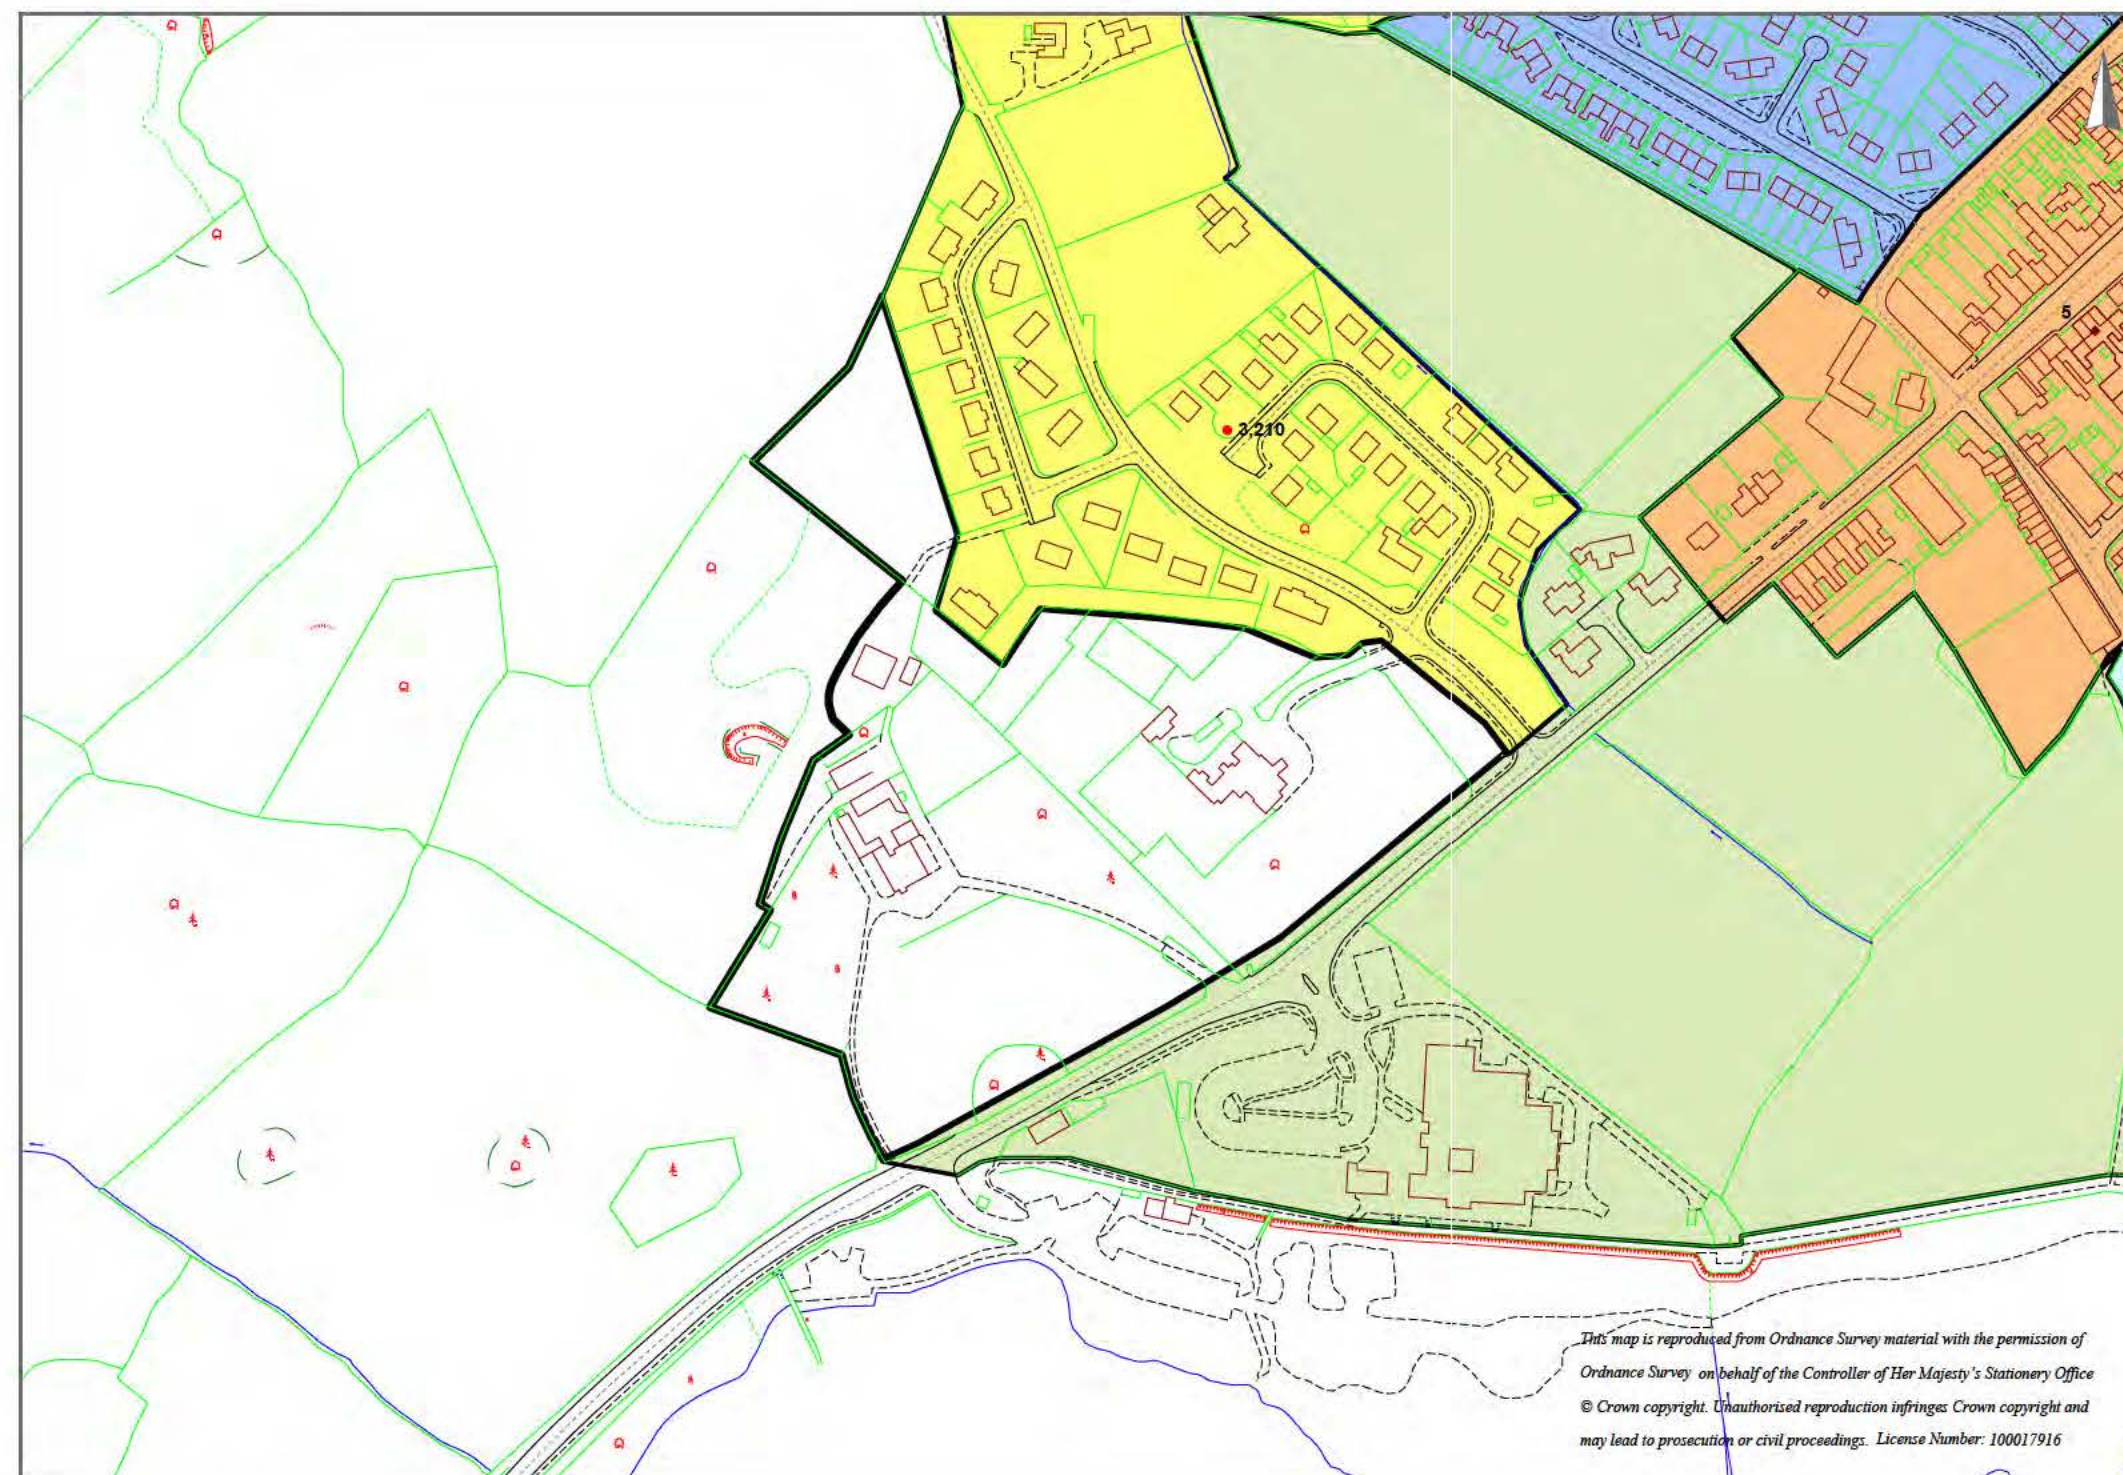 5
3,210
This map is reproduced from Ordnance Survey material with the permission of
Ordnance Survey on behalf of the Controller of Her Majesty's Stationery Office
© Crown copyright. Unauthorised reproduction infringes Crown copyright and
may lead to prosecution or civil proceedings. License Number: 100017916